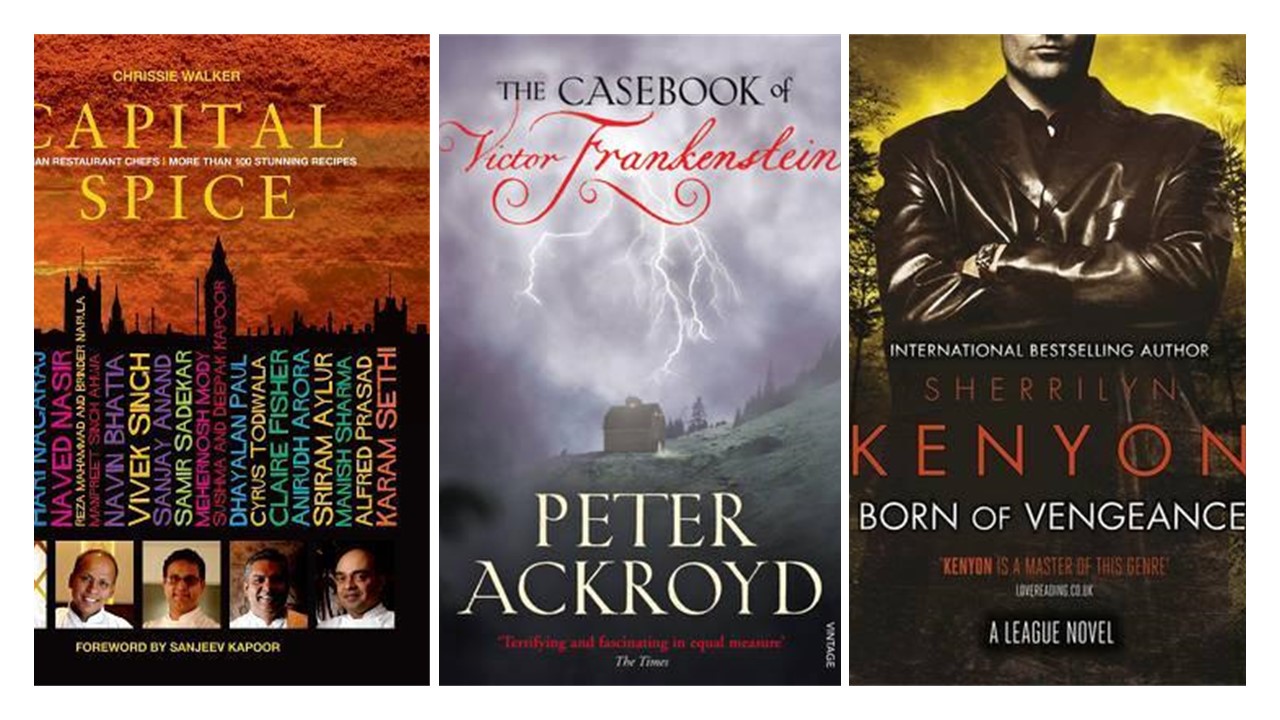 CHRISSIE WALKER
CAPITAL
AN RESTAURANT CHEFS | MORE THAN 100 STUNNING RECIPES
SPICE
HARI NAGARAJ
NAVED NASIR
REZA MAHAMMAD AND BRINDER NARULA
MANPREET SINGH AHUJA
NAVIN BHATTIA
VIVEK SINGH
SANJAY ANAND
SAMIR SADEKAR
MEHERNOSH MODY
SUSHMA AND DEEPAK KAPOOR
DHAYALAN PAUL
CYRUS TODIWALA
CLAIRE FISHER
ANIRUDH ARORA
SRIRAM AYLUR
MANISH SHARMA
ALFRED PRASAD
KARAM SETHI
FOREWORD BY SANJEEV KAPOOR
THE CASEBOOK of
Victor Frankenstein
PETER
ACKROYD
'Terrifying and fascinating in equal measure'
The Times
VINTAGE
INTERNATIONAL BESTSELLING AUTHOR
SHERRILYN
KENYON
BORN OF VENGEANCE
'KENYON IS A MASTER OF THIS GENRE'
LOVEREADING.CO.UK
A LEAGUE NOVEL